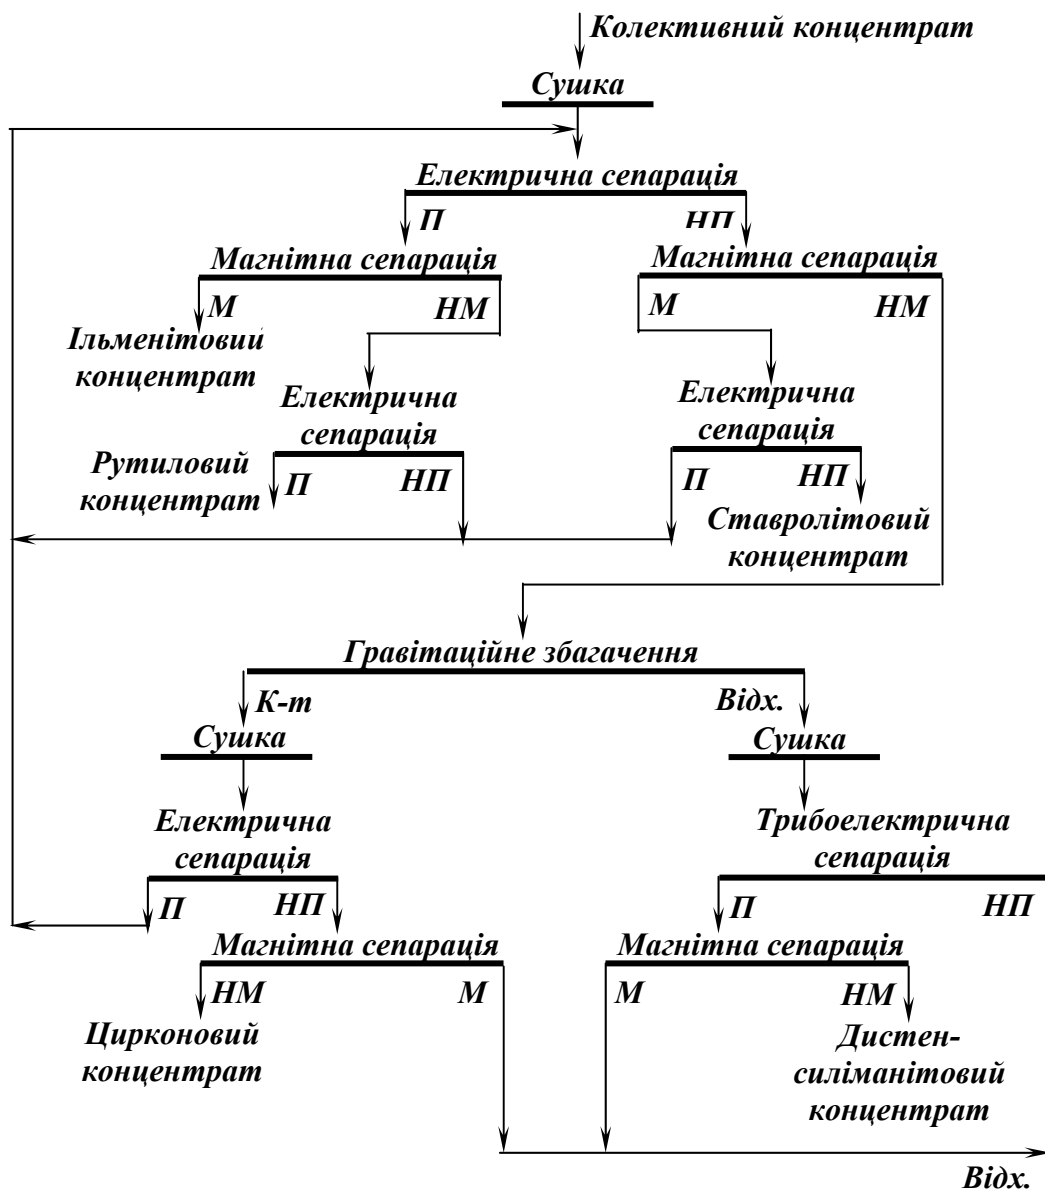 Колективний концентрат
Сушка
Електрична сепарація
П
НП
Магнітна сепарація
Магнітна сепарація
М
НМ
М
НМ
Ільменітовий
концентрат
Електрична
сепарація
Електрична
сепарація
Рутиловий
концентрат
П
НП
П
НП
Ставролітовий
концентрат
Гравітаційне збагачення
К-т
Відх.
Сушка
Сушка
Електрична
сепарація
Трибоелектрична
сепарація
П
НП
П
НП
Магнітна сепарація
Магнітна сепарація
НМ
М
М
НМ
Цирконовий
концентрат
Дистен-
силіманітовий
концентрат
Відх.